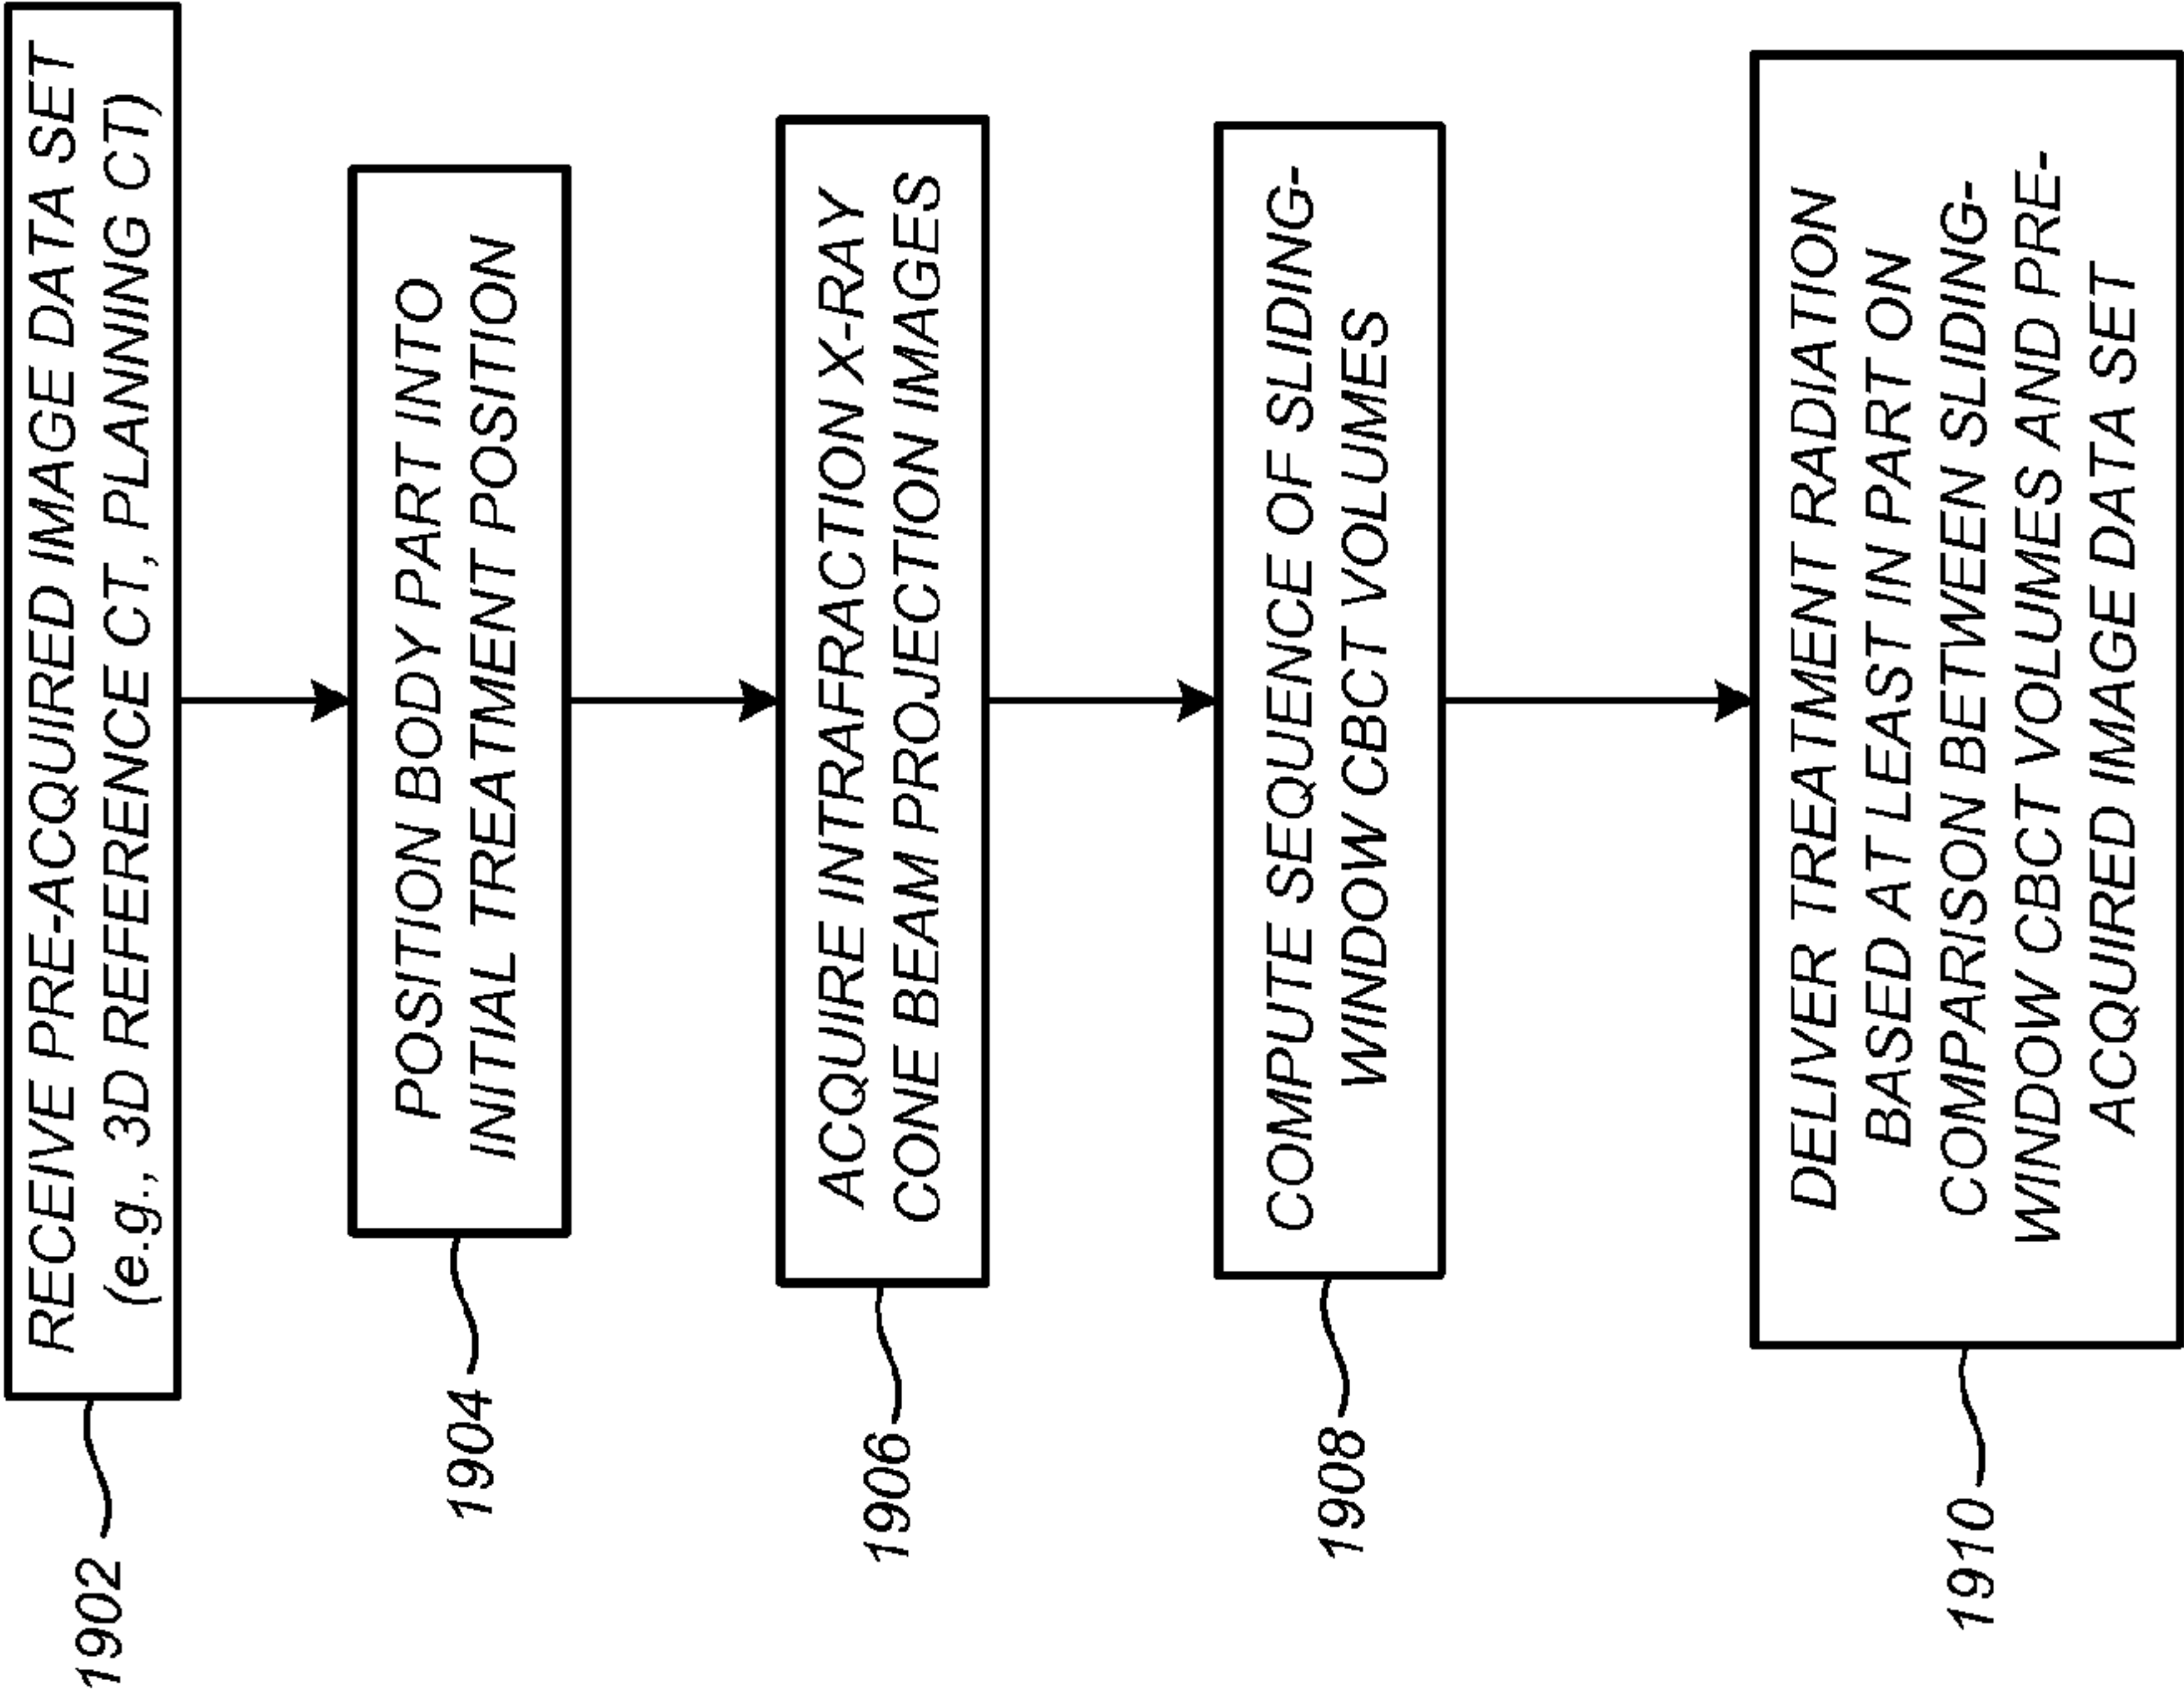 1902
RECEIVE PRE-ACQUIRED IMAGE DATA SET
(e.g., 3D REFERENCE CT, PLANNING CT)
1904
POSITION BODY PART INTO
INITIAL TREATMENT POSITION
1906
ACQUIRE INTRAFRACTION X-RAY
CONE BEAM PROJECTION IMAGES
1908
COMPUTE SEQUENCE OF SLIDING-
WINDOW CBCT VOLUMES
1910
DELIVER TREATMENT RADIATION
BASED AT LEAST IN PART ON
COMPARISON BETWEEN SLIDING-
WINDOW CBCT VOLUMES AND PRE-
ACQUIRED IMAGE DATA SET